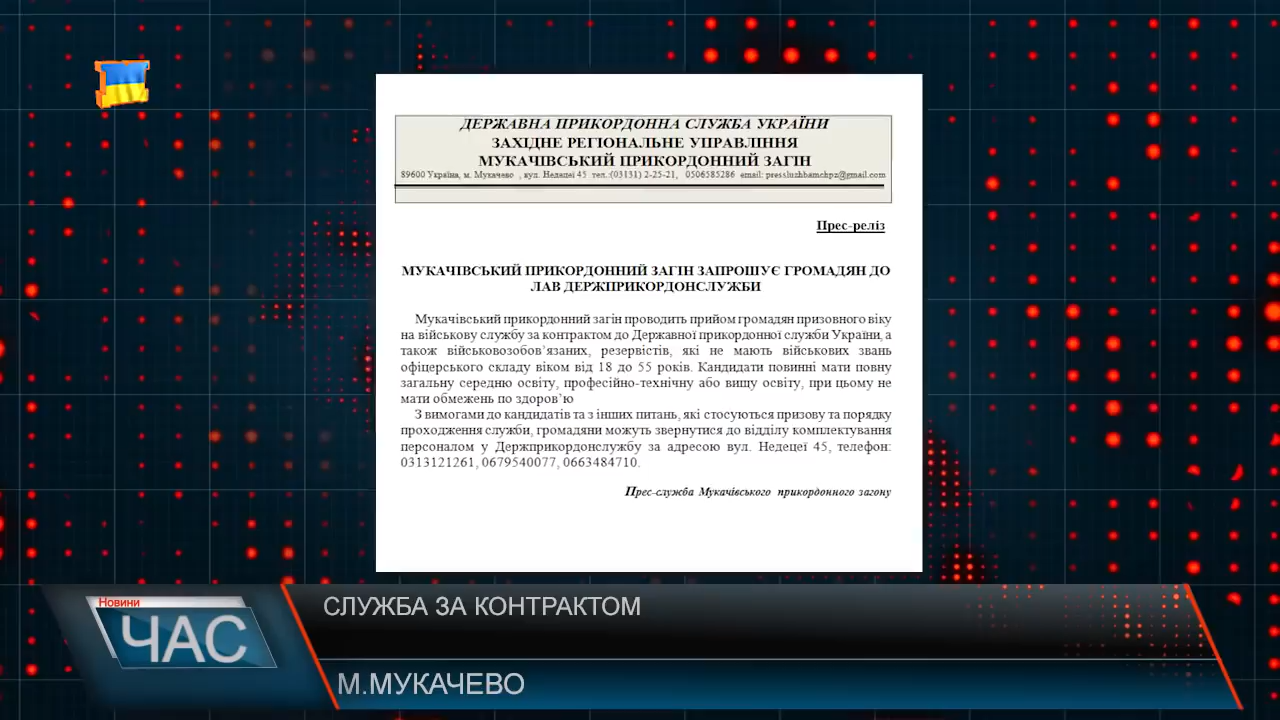 ДЕРЖАВНА ПРИКОРДОННА СЛУЖБА УКРАЇНИ
ЗАХІДНЕ РЕГІОНАЛЬНЕ УПРАВЛІННЯ
МУКАЧІВСЬКИЙ ПРИКОРДОННИЙ ЗАГІН
89600 Україна, м. Мукачево , вул. Недецеї 45 тел.:(03131) 2-25-21, 0506585286 email: pressluzhbamchpz@gmail.com
Прес-реліз
МУКАЧІВСЬКИЙ ПРИКОРДОННИЙ ЗАГІН ЗАПРОШУЄ ГРОМАДЯН ДО
ЛАВ ДЕРЖПРИКОРДОНСЛУЖБИ
Мукачівський прикордонний загін проводить прийом громадян призовного віку
на військову службу за контрактом до Державної прикордонної служби України, а
також військовозобов’язаних, резервістів, які не мають військових звань
офіцерського складу віком від 18 до 55 років. Кандидати повинні мати повну
загальну середню освіту, професійно-технічну або вищу освіту, при цьому не
мати обмежень по здоров’ю
З вимогами до кандидатів та з інших питань, які стосуються призову та порядку
проходження служби, громадяни можуть звернутися до відділу комплектування
персоналом у Держприкордонслужбу за адресою вул. Недецеї 45, телефон:
0313121261, 0679540077, 0663484710.
Прес-служба Мукачівського прикордонного загону
Новини
ЧАС
СЛУЖБА ЗА КОНТРАКТОМ
М.МУКАЧЕВО